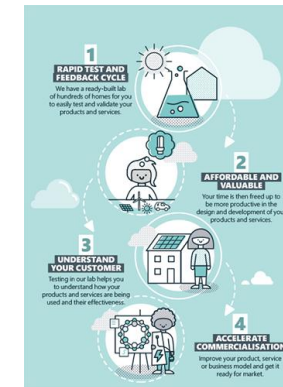 1
RAPID TEST AND
FEEDBACK CYCLE
We have a ready-built lab
of hundreds of homes for you
to easily test and validate your
products and services.
2
AFFORDABLE AND
VALUABLE
Your time is then freed up to
be more productive in the
design and development of you
products and services.
3
UNDERSTAND
YOUR CUSTOMER
Testing in our lab helps you
to understand how your
products and services are being
used and their effectiveness.
4
ACCELERATE
COMMERCIALISATION
Improve your product, service
or business model and get it
ready for market.